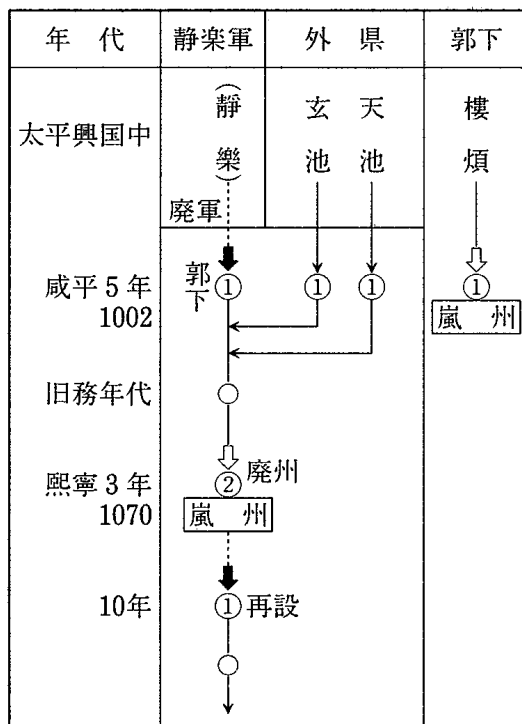 年代 静楽軍 外県 郭下
太平興国中 (静樂) 玄池 天池 樓煩
廃軍
咸平5年 郭下 ① ① ① ①
1002 嵐州
旧務年代
熙寧3年 ② 廃州
1070 嵐州
10年 ① 再設